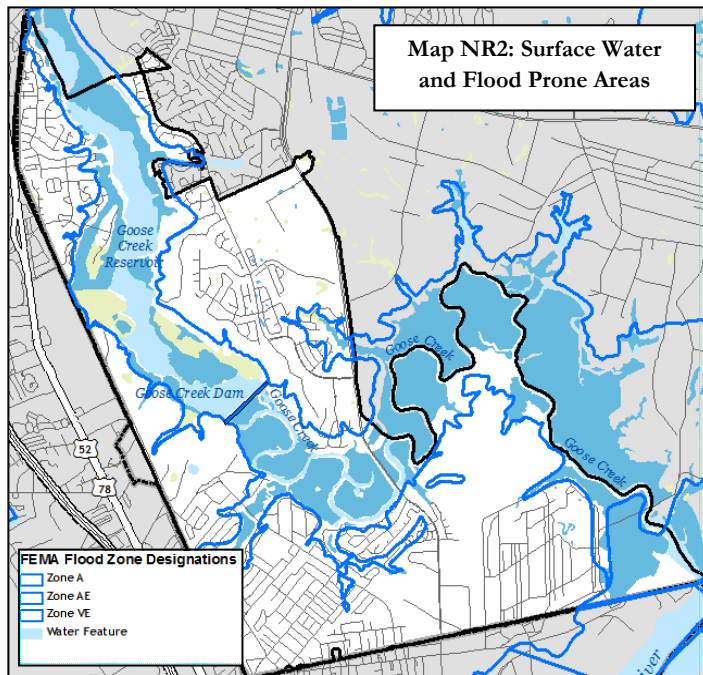 Map NR2: Surface Water
and Flood Prone Areas
Goose
Creek
Reservoir
Goose Creek
Goose Creek Dam
Goose Creek
Goose Creek
52
78
FEMA Flood Zone Designations
Zone A
Zone AE
Zone VE
Water Feature